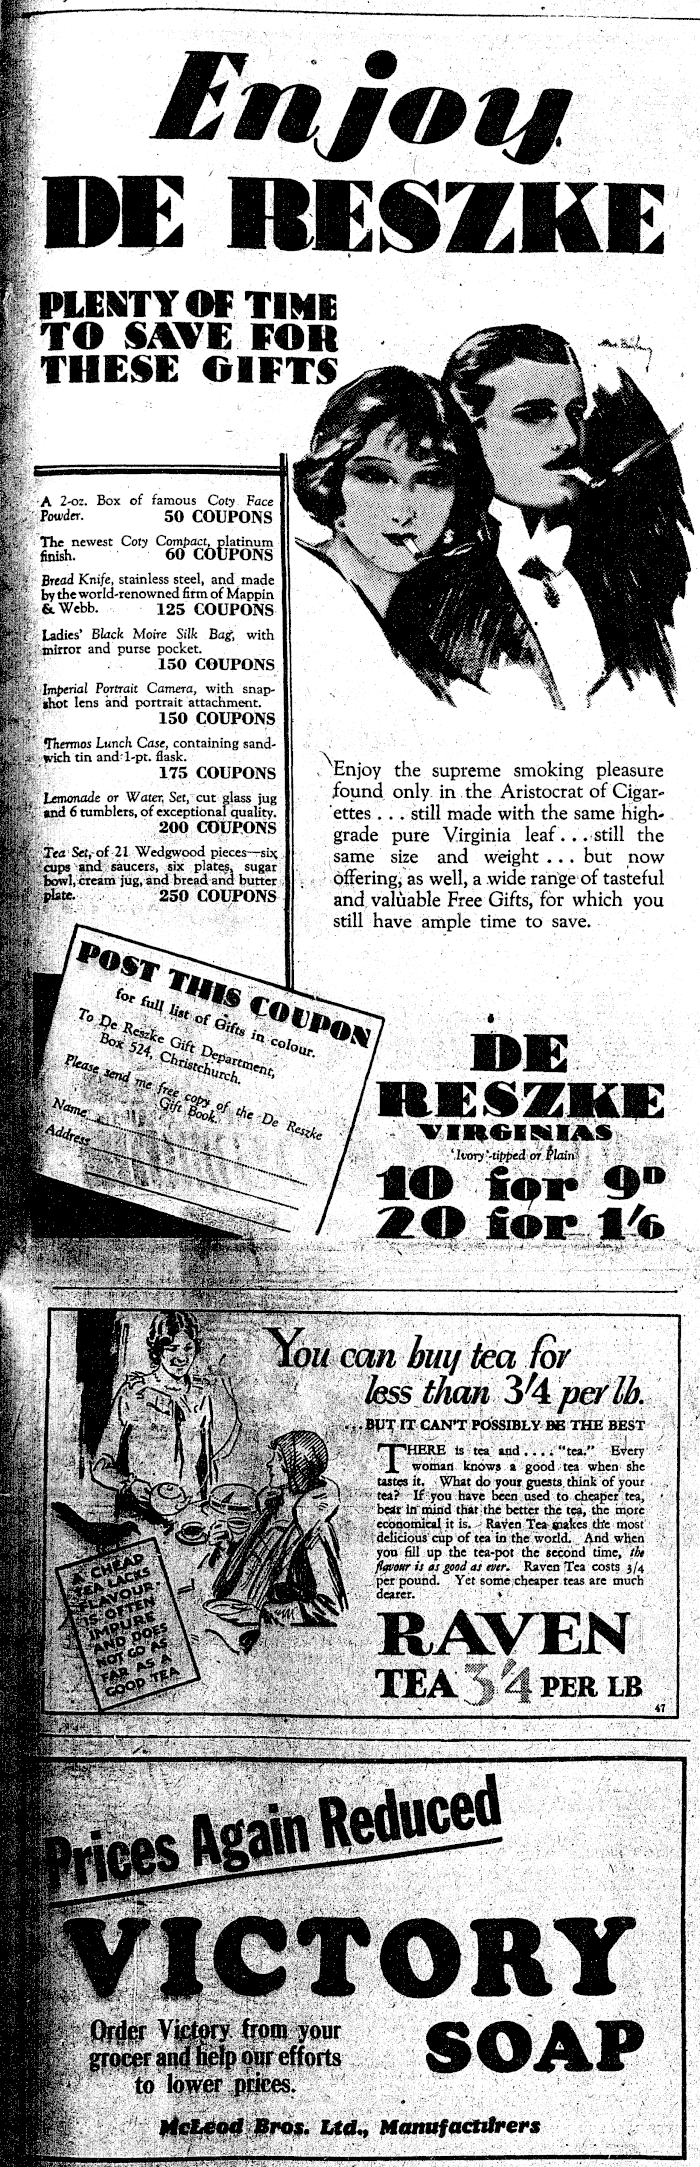 Enjoy
DE RESZKE
PLENTY OF TIME
TO SAVE FOR
THESE GIFTS
A 2-oz. Box of famous Coty Face
Powder. 50 COUPONS
The newest Coty Compact, platinum
finish. 60 COUPONS
Bread Knife, stainless steel, and made
by the world-renowned firm of Mappin
& Webb. 125 COUPONS
Ladies' Black Moire Silk Bag, with
mirror and purse pocket.
150 COUPONS
Imperial Portrait Camera, with snap-
shot lens and portrait attachment.
150 COUPONS
Thermos Lunch Case, containing sand-
wich tin and 1-pt. flask.
175 COUPONS
Lemonade or Water Set, cut glass jug
and 6 tumblers, of exceptional quality.
200 COUPONS
Tea Set, of 21 Wedgwood pieces—six
cups and saucers, six plates, sugar
bowl, cream jug, and bread and butter
plate. 250 COUPONS
Enjoy the supreme smoking pleasure
found only in the Aristocrat of Cigar-
ettes . . . still made with the same high-
grade pure Virginia leaf . . . still the
same size and weight . . . but now
offering, as well, a wide range of tasteful
and valuable Free Gifts, for which you
still have ample time to save.
POST THIS COUPON
for full list of Gifts in colour.
To De Reszke Gift Department,
Box 524, Christchurch.
Please send me free copy of the De Reszke
Gift Book.
Name
Address
DE
RESZKE
VIRGINIAS
'Ivory'-tipped or Plain
10 for 9D
20 for 1/6
You can buy tea for
less than 3/4 per lb.
...BUT IT CAN'T POSSIBLY BE THE BEST
THERE is tea and . . . . "tea." Every
woman knows a good tea when she
tastes it. What do your guests think of your
tea? If you have been used to cheaper tea,
bear in mind that the better the tea, the more
economical it is. Raven Tea makes the most
delicious cup of tea in the world. And when
you fill up the tea-pot the second time, the
flavour is as good as ever. Raven Tea costs 3/4
per pound. Yet some cheaper teas are much
dearer.
A CHEAP
TEA LACKS
FLAVOUR-
IS OFTEN
IMPURE
AND DOES
NOT GO AS
FAR AS A
GOOD TEA
RAVEN
TEA 3/4 PER LB
47
Prices Again Reduced
VICTORY
SOAP
Order Victory from your
grocer and help our efforts
to lower prices.
McLeod Bros. Ltd., Manufacturers